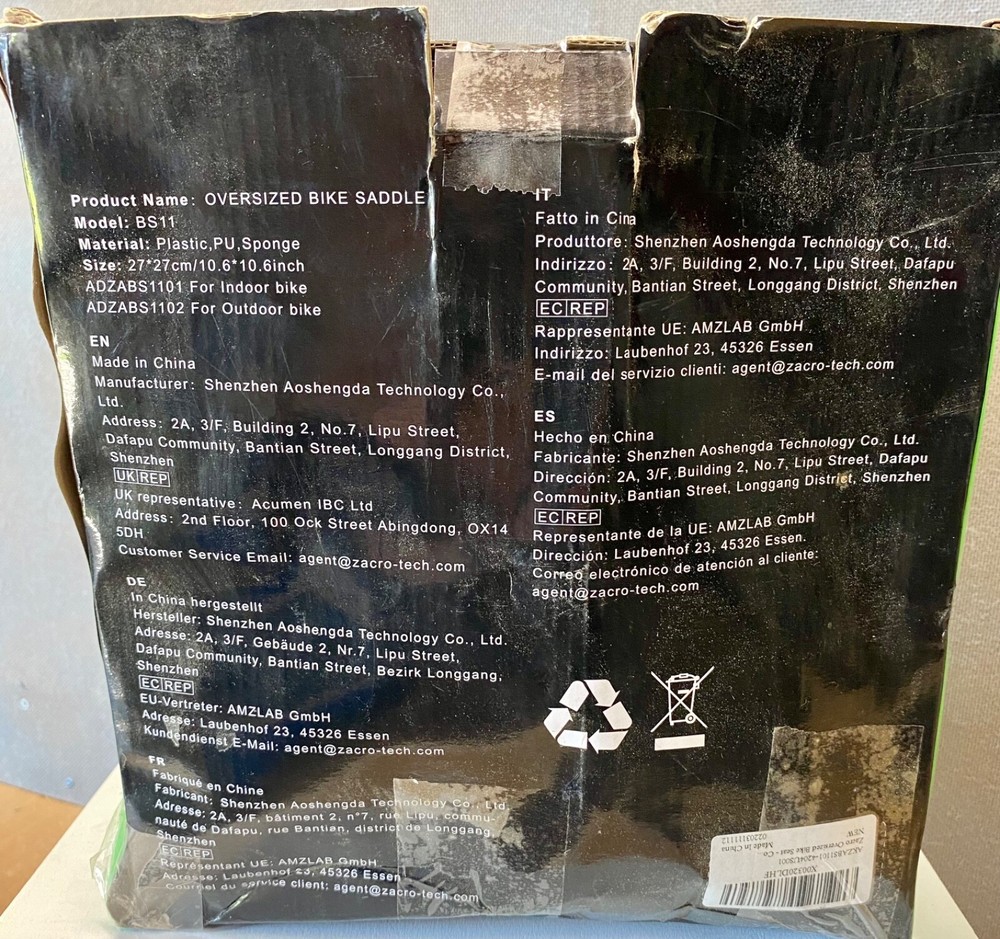 Product Name: OVERSIZED BIKE SADDLE
Model: BS11
Material: Plastic,PU,Sponge
Size: 27*27cm/10.6*10.6inch
ADZABS1101 For Indoor bike
ADZABS1102 For Outdoor bike
EN
Made in China
Manufacturer: Shenzhen Aoshengda Technology Co.,
Ltd.
Address: 2A, 3/F, Building 2, No.7, Lipu Street,
Dafapu Community, Bantian Street, Longgang District,
Shenzhen
UK REP
UK representative: Acumen IBC Ltd
Address: 2nd Floor, 100 Ock Street Abingdong, OX14
5DH
Customer Service Email: agent@zacro-tech.com
DE
In China hergestellt
Hersteller: Shenzhen Aoshengda Technology Co., Ltd.
Adresse: 2A, 3/F, Gebäude 2, Nr.7, Lipu Street,
Dafapu Community, Bantian Street, Bezirk Longgang,
Shenzhen
EC REP
EU-Vertreter: AMZLAB GmbH
Adresse: Laubenhof 23, 45326 Essen
Kundendienst E-Mail: agent@zacro-tech.com
FR
Fabriqué en Chine
Fabricant: Shenzhen Aoshengda Technology Co., Ltd.
Adresse: 2A, 3/F, bâtiment 2, n°7, rue Lipu, commu-
nauté de Dafapu, rue Bantian, district de Longgang,
Shenzhen
EC REP
Représentant UE: AMZLAB GmbH
Adresse: Laubenhof 23, 45326 Essen
Courriel du service client: agent@zacro-tech.com
IT
Fatto in Cina
Produttore: Shenzhen Aoshengda Technology Co., Ltd.
Indirizzo: 2A, 3/F, Building 2, No.7, Lipu Street, Dafapu
Community, Bantian Street, Longgang District, Shenzhen
EC REP
Rappresentante UE: AMZLAB GmbH
Indirizzo: Laubenhof 23, 45326 Essen
E-mail del servizio clienti: agent@zacro-tech.com
ES
Hecho en China
Fabricante: Shenzhen Aoshengda Technology Co., Ltd.
Dirección: 2A, 3/F, Building 2, No.7, Lipu Street, Dafapu
Community, Bantian Street, Longgang District, Shenzhen
EC REP
Representante de la UE: AMZLAB GmbH
Dirección: Laubenhof 23, 45326 Essen.
Correo electrónico de atención al cliente:
agent@zacro-tech.com
Zacro Oversized Bike Seat - Co
NEW
Made in China